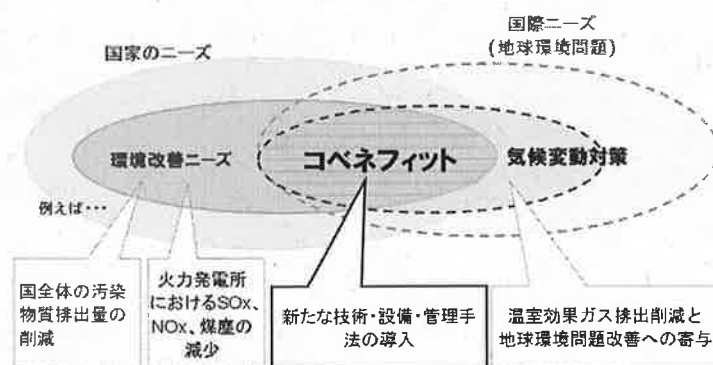 国際ニーズ
(地球環境問題)
国家のニーズ
環境改善ニーズ
コベネフィット
気候変動対策
例えば・・・
国全体の汚染
物質排出量の
削減
火力発電所
におけるSOx、
NOx、煤塵の
減少
新たな技術・設備・管理手
法の導入
温室効果ガス排出削減と
地球環境問題改善への寄与